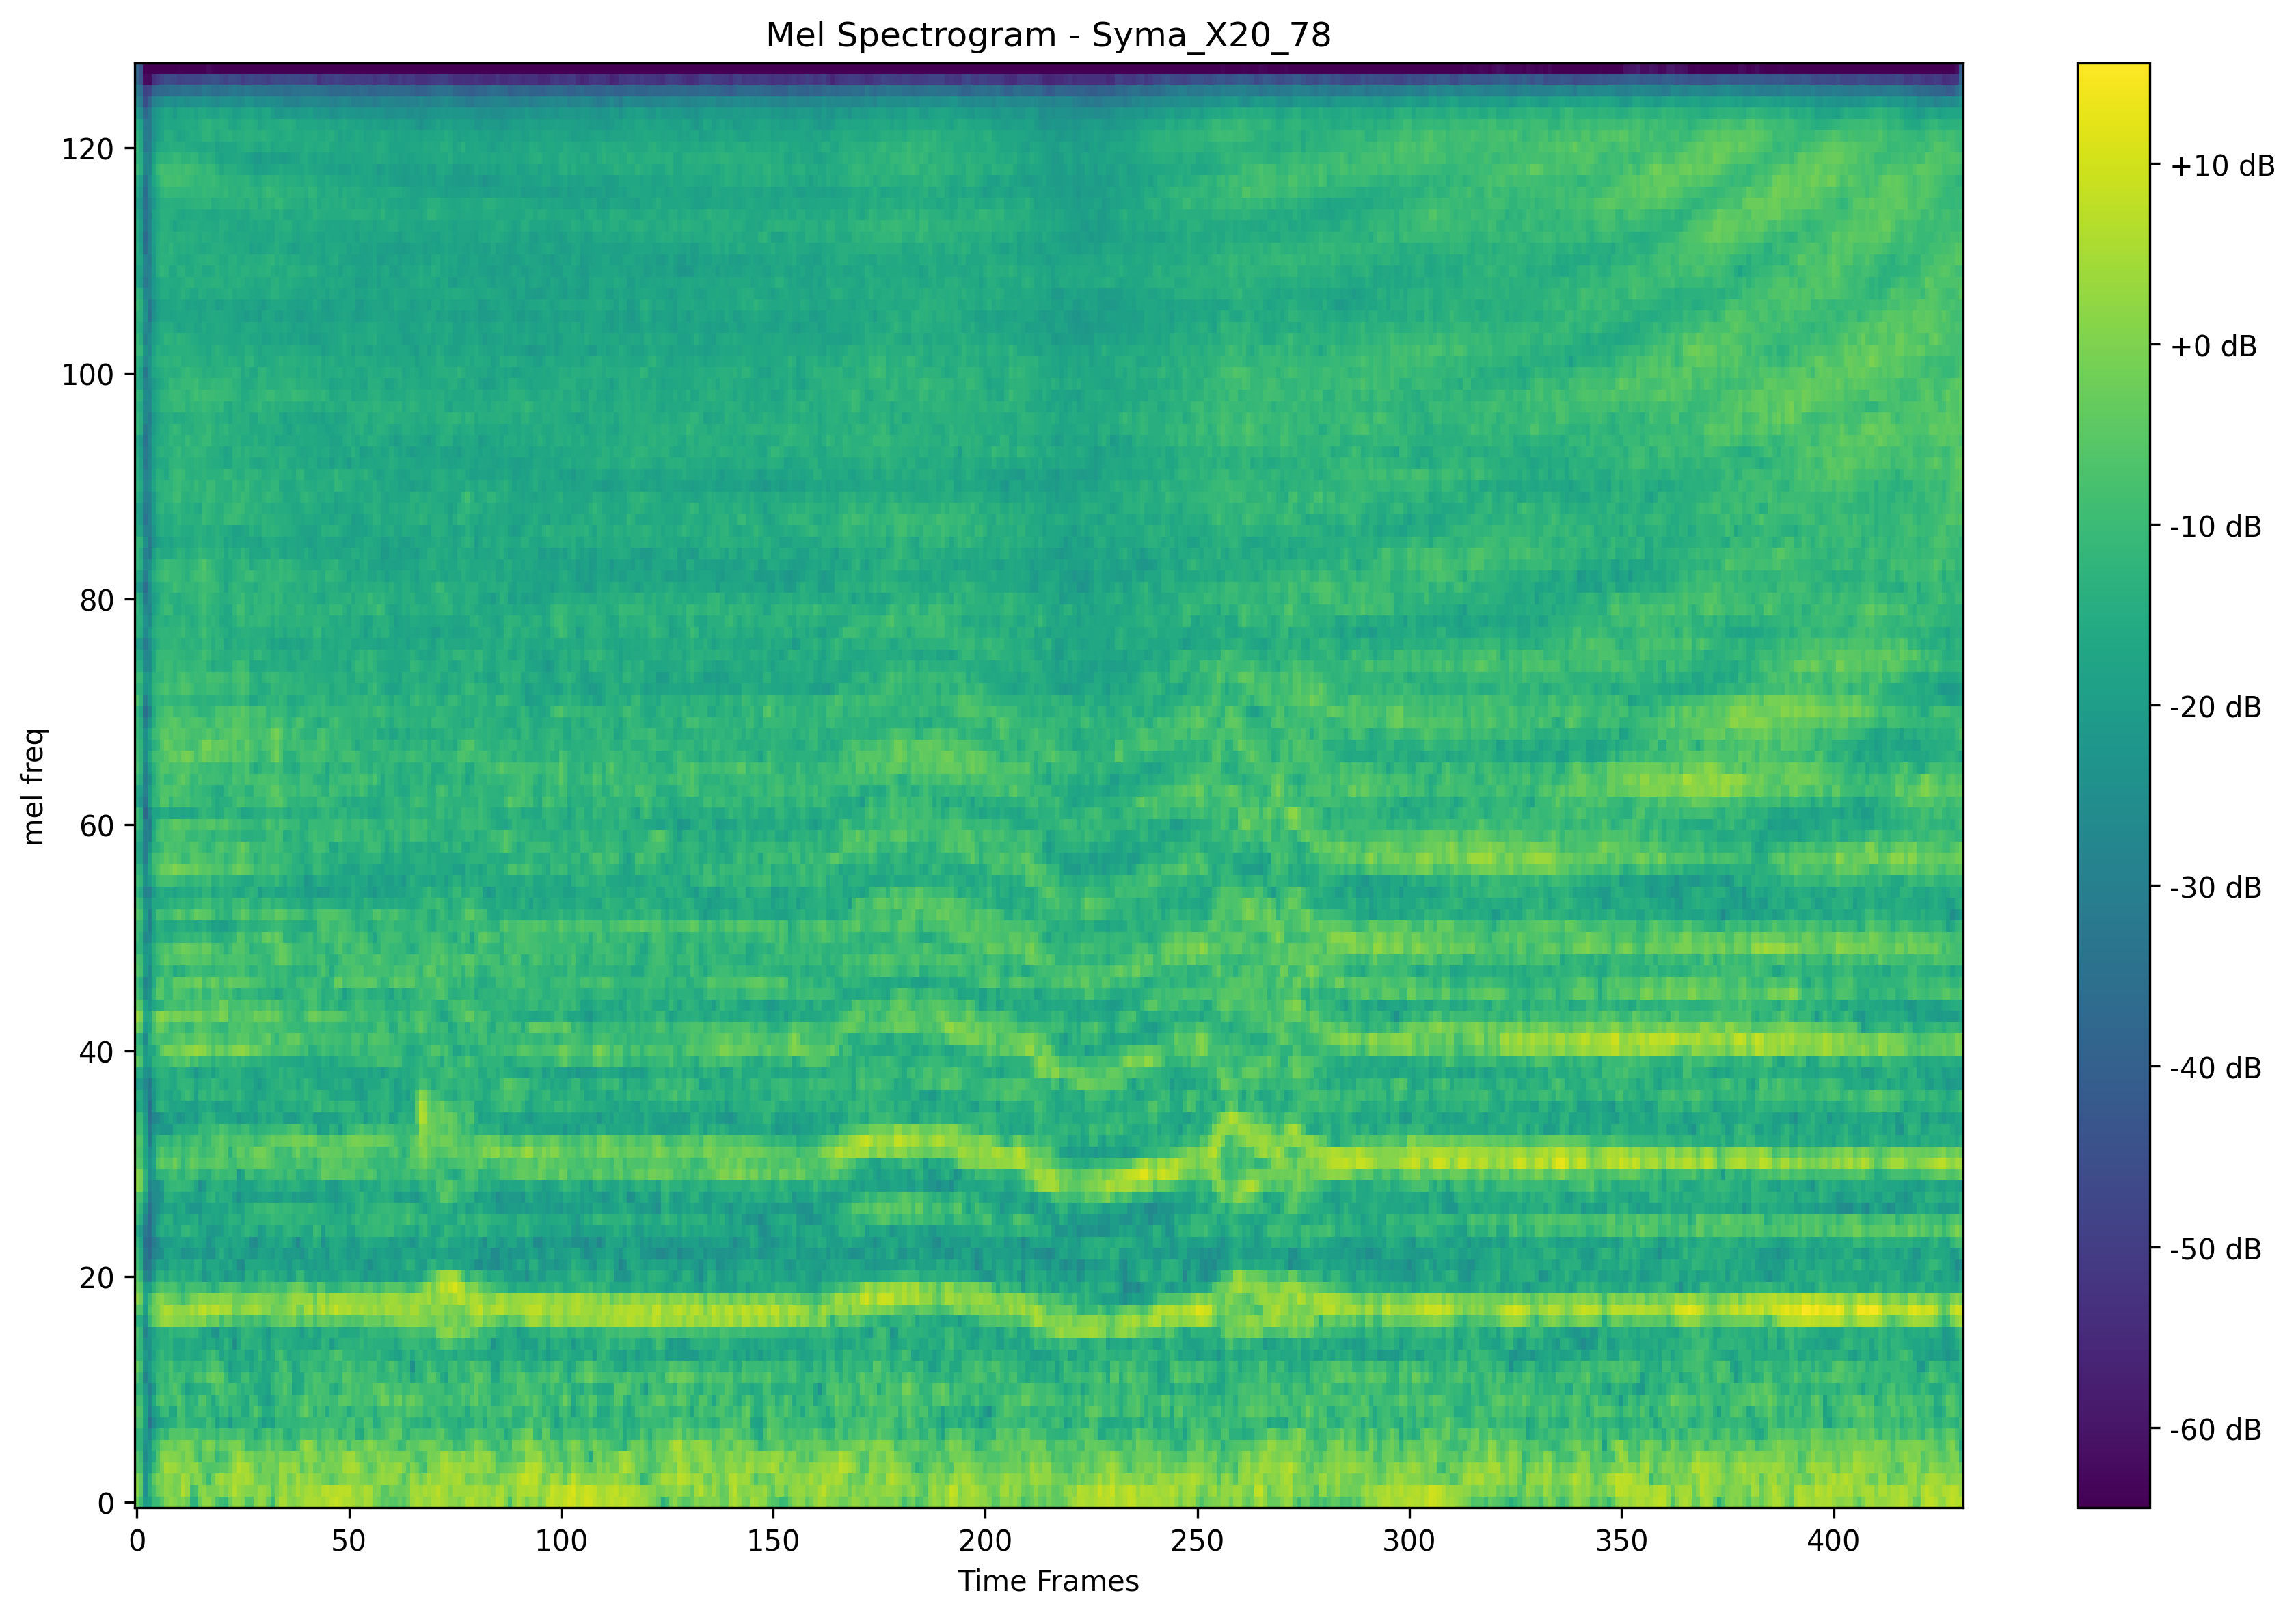 Mel Spectrogram - Syma_X20_78
mel freq
120
100
80
60
40
20
0
0 50 100 150 200 250 300 350 400
Time Frames
+10 dB
+0 dB
-10 dB
-20 dB
-30 dB
-40 dB
-50 dB
-60 dB